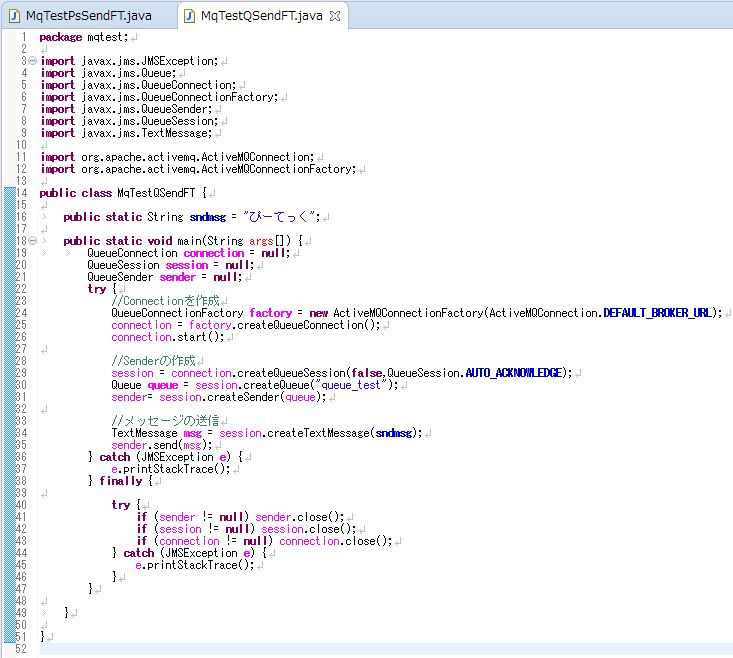 MqTestPsSendFT.java MqTestQSendFT.java
1 package mqtest;
2
3 import javax.jms.JMSException;
4 import javax.jms.Queue;
5 import javax.jms.QueueConnection;
6 import javax.jms.QueueConnectionFactory;
7 import javax.jms.QueueSender;
8 import javax.jms.QueueSession;
9 import javax.jms.TextMessage;
10
11 import org.apache.activemq.ActiveMQConnection;
12 import org.apache.activemq.ActiveMQConnectionFactory;
13
14 public class MqTestQSendFT {
15
16 public static String sndmsg = "びーてっく";
17
18 public static void main(String args[]) {
19 QueueConnection connection = null;
20 QueueSession session = null;
21 QueueSender sender = null;
22 try {
23 //Connectionを作成
24 QueueConnectionFactory factory = new ActiveMQConnectionFactory(ActiveMQConnection.DEFAULT_BROKER_URL);
25 connection = factory.createQueueConnection();
26 connection.start();
27
28 //Senderの作成
29 session = connection.createQueueSession(false,QueueSession.AUTO_ACKNOWLEDGE);
30 Queue queue = session.createQueue("queue_test");
31 sender= session.createSender(queue);
32
33 //メッセージの送信
34 TextMessage msg = session.createTextMessage(sndmsg);
35 sender.send(msg);
36 } catch (JMSException e) {
37 e.printStackTrace();
38 } finally {
39
40 try {
41 if (sender != null) sender.close();
42 if (session != null) session.close();
43 if (connection != null) connection.close();
44 } catch (JMSException e) {
45 e.printStackTrace();
46 }
47 }
48
49 }
50
51 }
52